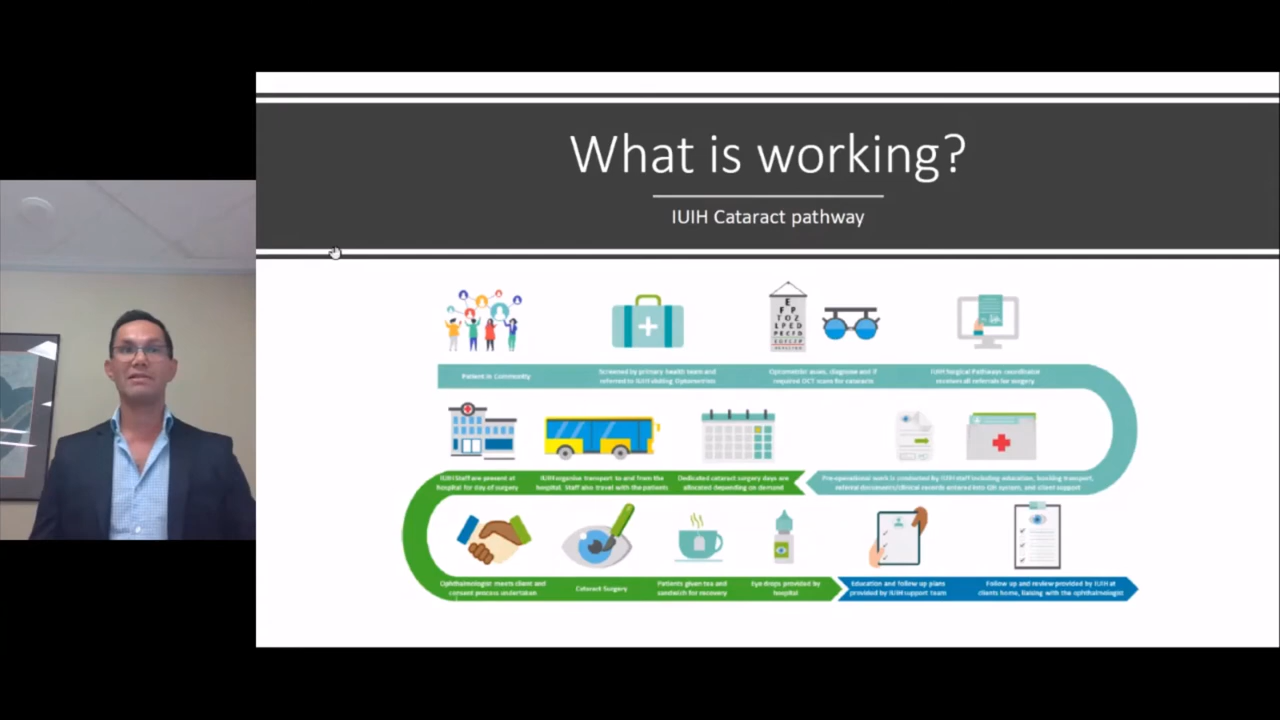 What is working?
IUIH Cataract pathway
E
F P
T O Z
L P E D
P E C F D
Patient in Community
Screened by primary health team and
referred to IUIH visiting Optometrist
Optometrist asses, diagnose and if
required OCT scans for cataracts
IUIH Surgical Pathways coordinator
receives all referrals for surgery
IUIH Staff are present at
hospital for day of surgery
IUIH organise transport to and from the
hospital. Staff also travel with the patients
Dedicated cataract surgery days are
allocated depending on demand
Pre-operational work is conducted by IUIH staff including education, booking transport,
referral documents/clinical records entered into QH system, and client support
Ophthalmologist meets client and
consent process undertaken
Cataract Surgery
Patients given tea and
sandwich for recovery
Eye drops provided by
hospital
Education and follow up plans
provided by IUIH support team
Follow up and review provided by IUIH at
clients home, liaising with the ophthalmologist